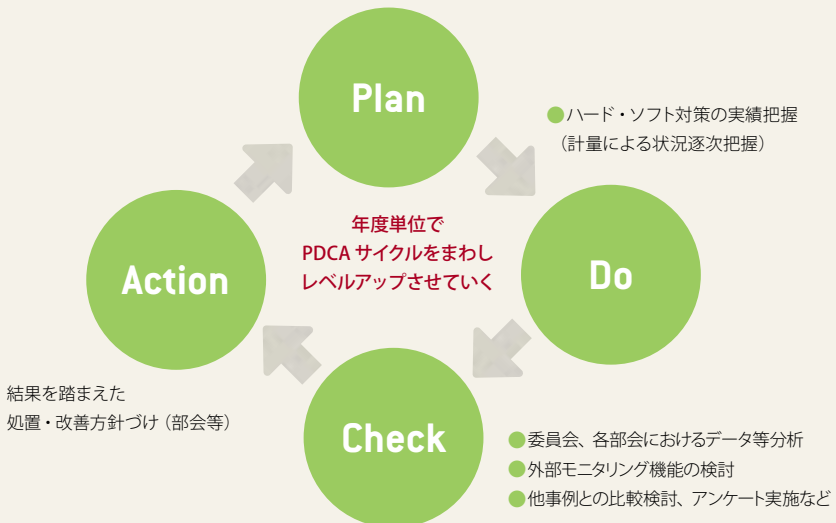 Plan
●ハード・ソフト対策の実績把握
（計量による状況逐次把握）
年度単位で
PDCA サイクルをまわし
レベルアップさせていく
Do
Action
結果を踏まえた
処置・改善方針づけ（部会等）
Check
●委員会、各部会におけるデータ等分析
●外部モニタリング機能の検討
●他事例との比較検討、アンケート実施など